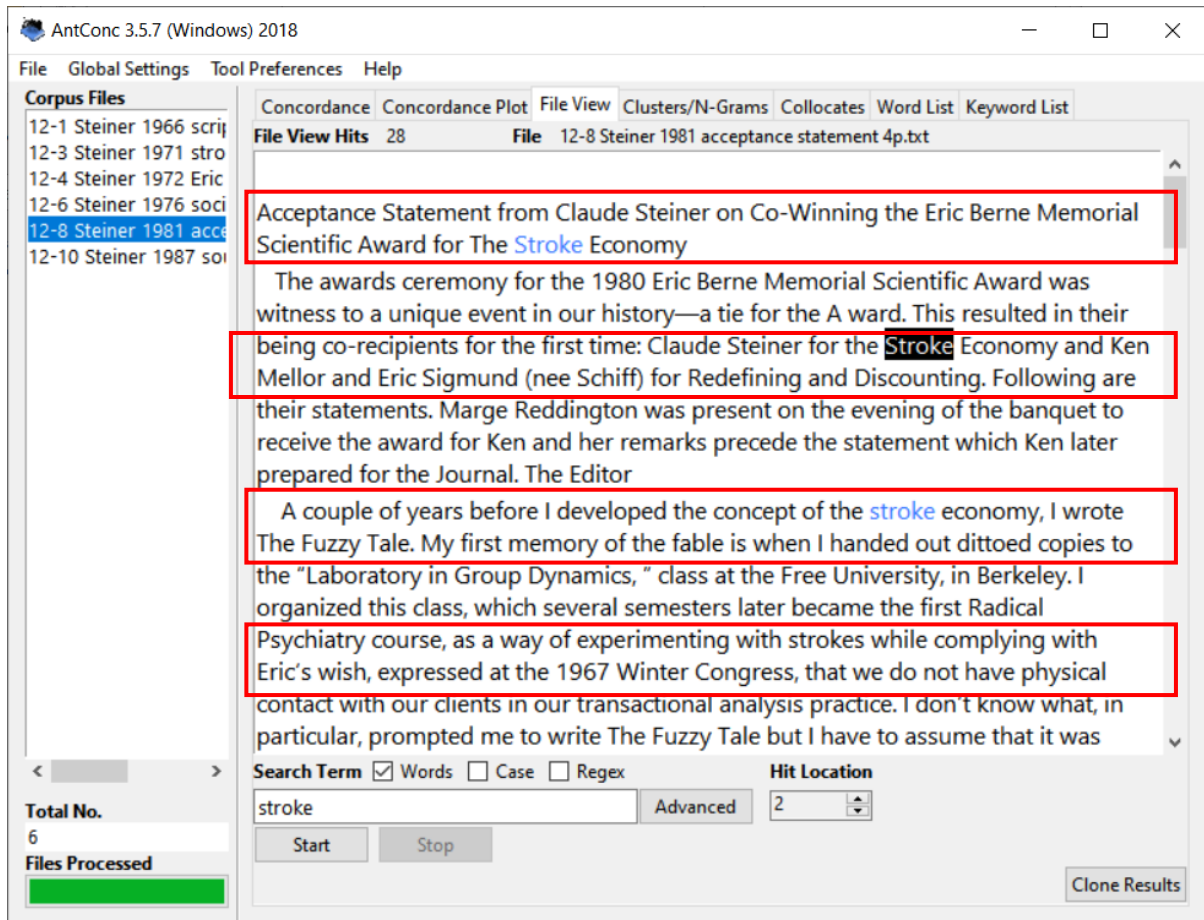 AntConc 3.5.7 (Windows) 2018
File Global Settings Tool Preferences Help
Corpus Files
12-1 Steiner 1966 scrip
12-3 Steiner 1971 stro
12-4 Steiner 1972 Eric
12-6 Steiner 1976 soci
12-8 Steiner 1981 acce
12-10 Steiner 1987 sou
Total No.
6
Files Processed
Concordance Concordance Plot File View Clusters/N-Grams Collocates Word List Keyword List
File View Hits 28 File 12-8 Steiner 1981 acceptance statement 4p.txt
Acceptance Statement from Claude Steiner on Co-Winning the Eric Berne Memorial
Scientific Award for The Stroke Economy
The awards ceremony for the 1980 Eric Berne Memorial Scientific Award was
witness to a unique event in our history—a tie for the A ward. This resulted in their
being co-recipients for the first time: Claude Steiner for the Stroke Economy and Ken
Mellor and Eric Sigmund (nee Schiff) for Redefining and Discounting. Following are
their statements. Marge Reddington was present on the evening of the banquet to
receive the award for Ken and her remarks precede the statement which Ken later
prepared for the Journal. The Editor
A couple of years before I developed the concept of the stroke economy, I wrote
The Fuzzy Tale. My first memory of the fable is when I handed out dittoed copies to
the “Laboratory in Group Dynamics, ” class at the Free University, in Berkeley. I
organized this class, which several semesters later became the first Radical
Psychiatry course, as a way of experimenting with strokes while complying with
Eric’s wish, expressed at the 1967 Winter Congress, that we do not have physical
contact with our clients in our transactional analysis practice. I don’t know what, in
particular, prompted me to write The Fuzzy Tale but I have to assume that it was
Search Term Words Case Regex Hit Location
stroke Advanced 2
Start Stop
Clone Results